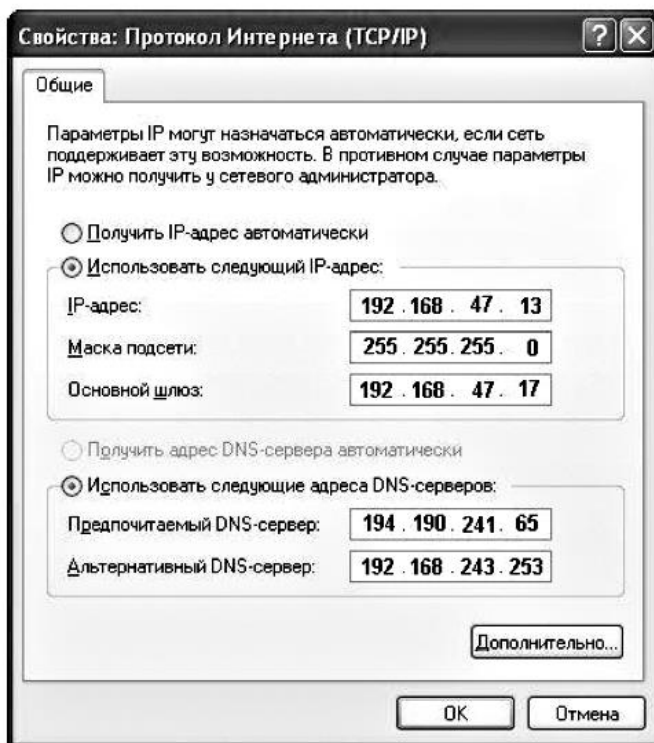 Свойства: Протокол Интернета (TCP/IP)
Общие
Параметры IP могут назначаться автоматически, если сеть
поддерживает эту возможность. В противном случае параметры
IP можно получить у сетевого администратора.
Получить IP-адрес автоматически
Использовать следующий IP-адрес:
IP-адрес: 192 . 168 . 47 . 13
Маска подсети: 255 . 255 . 255 . 0
Основной шлюз: 192 . 168 . 47 . 17
Получить адрес DNS-сервера автоматически
Использовать следующие адреса DNS-серверов:
Предпочитаемый DNS-сервер: 194 . 190 . 241 . 65
Альтернативный DNS-сервер: 192 . 168 . 243 . 253
Дополнительно...
OK Отмена